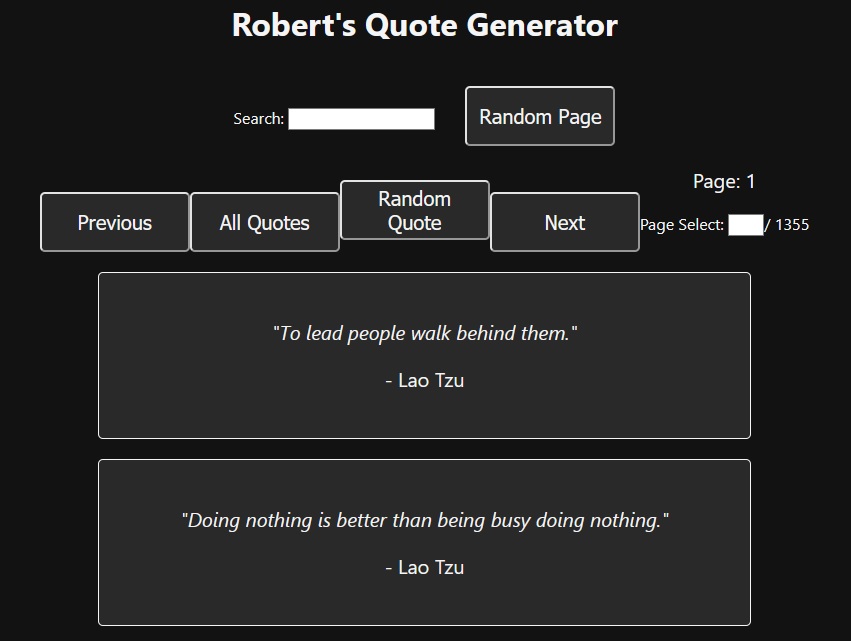 Robert's Quote Generator
Search:
Random Page
Page: 1
Previous
All Quotes
Random
Quote
Next
Page Select: / 1355
"To lead people walk behind them."
- Lao Tzu
"Doing nothing is better than being busy doing nothing."
- Lao Tzu